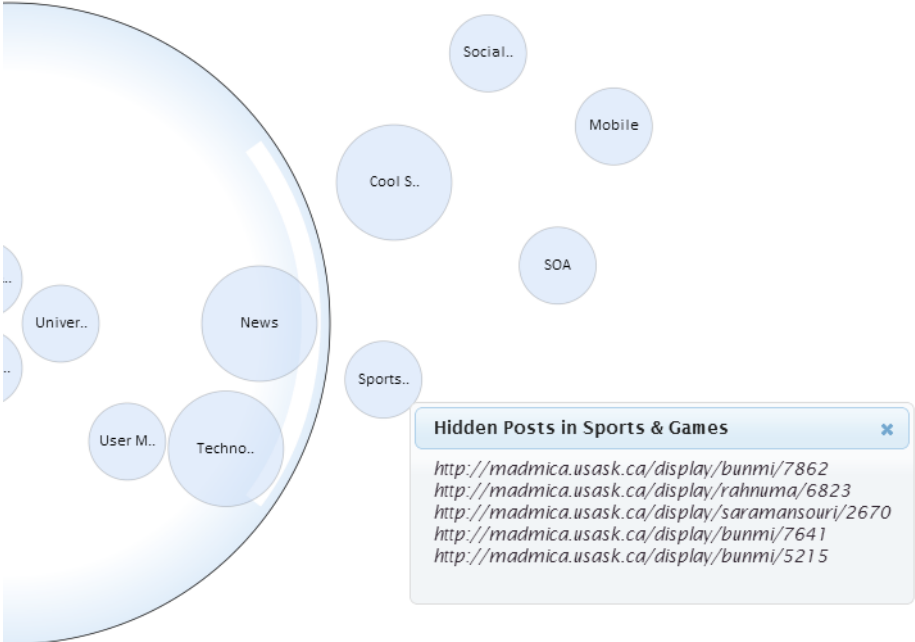 Social..
Mobile
Cool S..
SOA
..
Univer..
News
Sports..
..
User M..
Techno..
Hidden Posts in Sports & Games
http://madmica.usask.ca/display/bunmi/7862
http://madmica.usask.ca/display/rahnuma/6823
http://madmica.usask.ca/display/saramansouri/2670
http://madmica.usask.ca/display/bunmi/7641
http://madmica.usask.ca/display/bunmi/5215